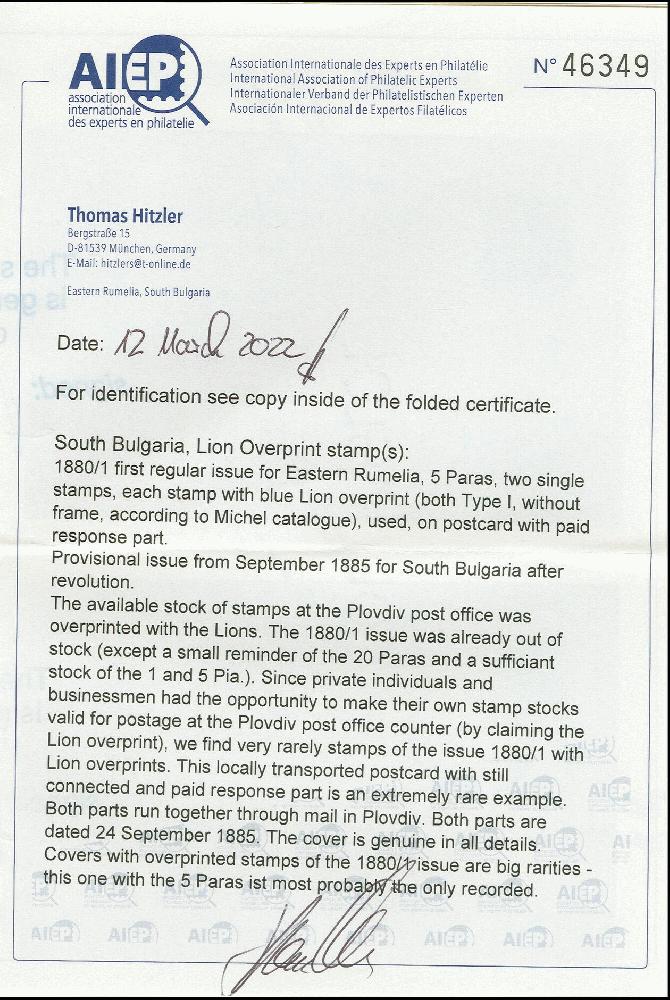 AIEP
association
internationale
des experts en philatelie
Association Internationale des Experts en Philatélie
International Association of Philatelic Experts
Internationaler Verband der Philatelistischen Experten
Asociación Internacional de Expertos Filatélicos
N° 46349
Thomas Hitzler
Bergstraße 15
D-81539 München, Germany
E-Mail: hitzlers@t-online.de
Eastern Rumelia, South Bulgaria
Date: 12 March 2022
For identification see copy inside of the folded certificate.
South Bulgaria, Lion Overprint stamp(s):
1880/1 first regular issue for Eastern Rumelia, 5 Paras, two single
stamps, each stamp with blue Lion overprint (both Type I, without
frame, according to Michel catalogue), used, on postcard with paid
response part.
Provisional issue from September 1885 for South Bulgaria after
revolution.
The available stock of stamps at the Plovdiv post office was
overprinted with the Lions. The 1880/1 issue was already out of
stock (except a small reminder of the 20 Paras and a sufficiant
stock of the 1 and 5 Pia.). Since private individuals and
businessmen had the opportunity to make their own stamp stocks
valid for postage at the Plovdiv post office counter (by claiming the
Lion overprint), we find very rarely stamps of the issue 1880/1 with
Lion overprints. This locally transported postcard with still
connected and paid response part is an extremely rare example.
Both parts run together through mail in Plovdiv. Both parts are
dated 24 September 1885. The cover is genuine in all details.
Covers with overprinted stamps of the 1880/1 issue are big rarities -
this one with the 5 Paras ist most probably the only recorded.